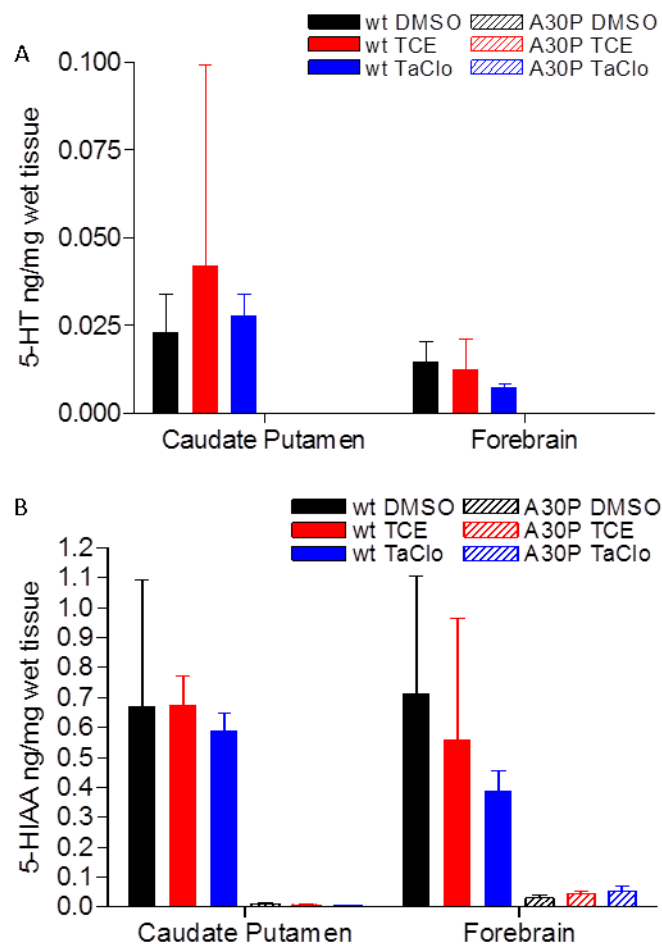 A
wt DMSO A30P DMSO
wt TCE A30P TCE
wt TaClo A30P TaClo
5-HT ng/mg wet tissue
0.100
0.075
0.050
0.025
0.000
Caudate Putamen Forebrain
B
wt DMSO A30P DMSO
wt TCE A30P TCE
wt TaClo A30P TaClo
5-HIAA ng/mg wet tissue
1.2
1.1
1.0
0.9
0.8
0.7
0.6
0.5
0.4
0.3
0.2
0.1
0.0
Caudate Putamen Forebrain